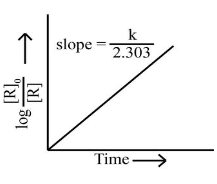 slope = k
2.303
log [R]₀
[R]
Time